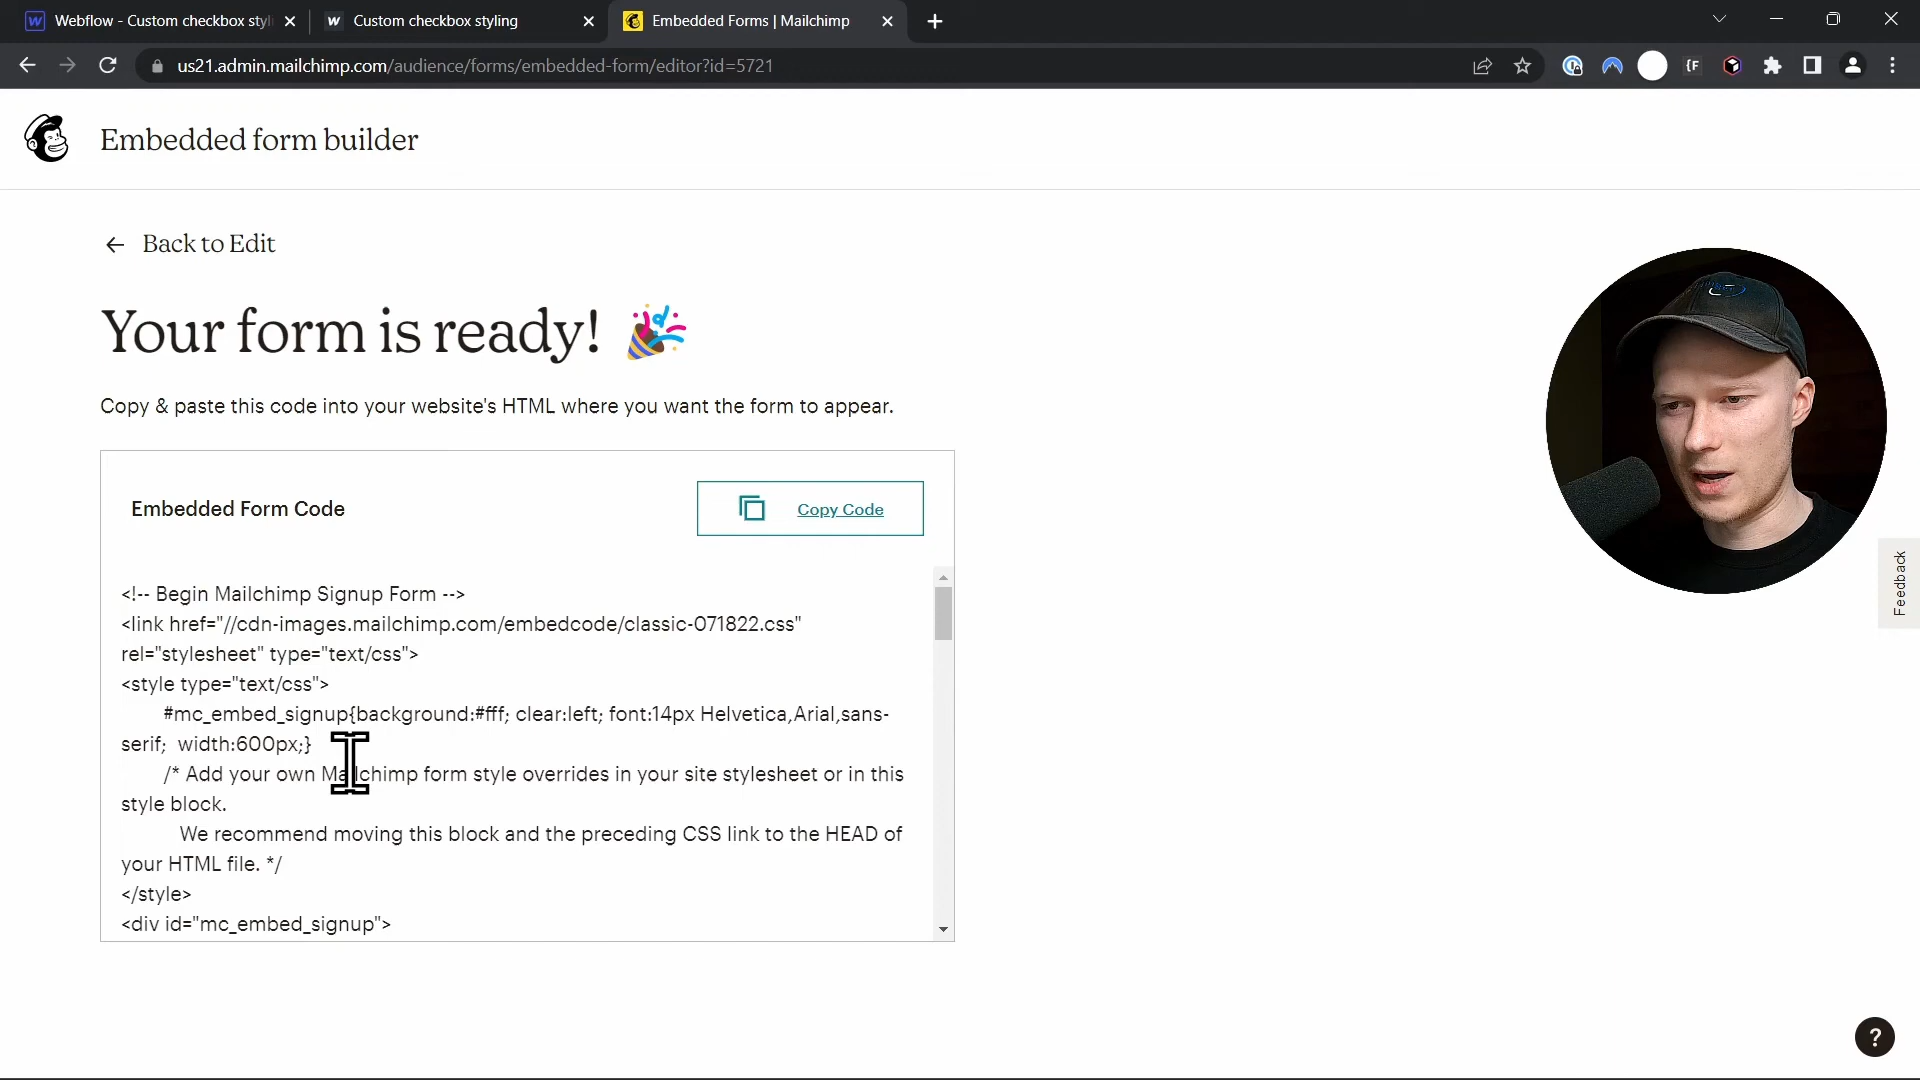 Webflow - Custom checkbox styli
Custom checkbox styling
Embedded Forms | Mailchimp
us21.admin.mailchimp.com/audience/forms/embedded-form/editor?id=5721
Embedded form builder
← Back to Edit
Your form is ready!
Copy & paste this code into your website's HTML where you want the form to appear.
Embedded Form Code
Copy Code
<!-- Begin Mailchimp Signup Form -->
<link href="//cdn-images.mailchimp.com/embedcode/classic-071822.css"
rel="stylesheet" type="text/css">
<style type="text/css">
#mc_embed_signup{background:#fff; clear:left; font:14px Helvetica,Arial,sans-
serif; width:600px;}
/* Add your own Mailchimp form style overrides in your site stylesheet or in this
style block.
We recommend moving this block and the preceding CSS link to the HEAD of
your HTML file. */
</style>
<div id="mc_embed_signup">
Feedback
?